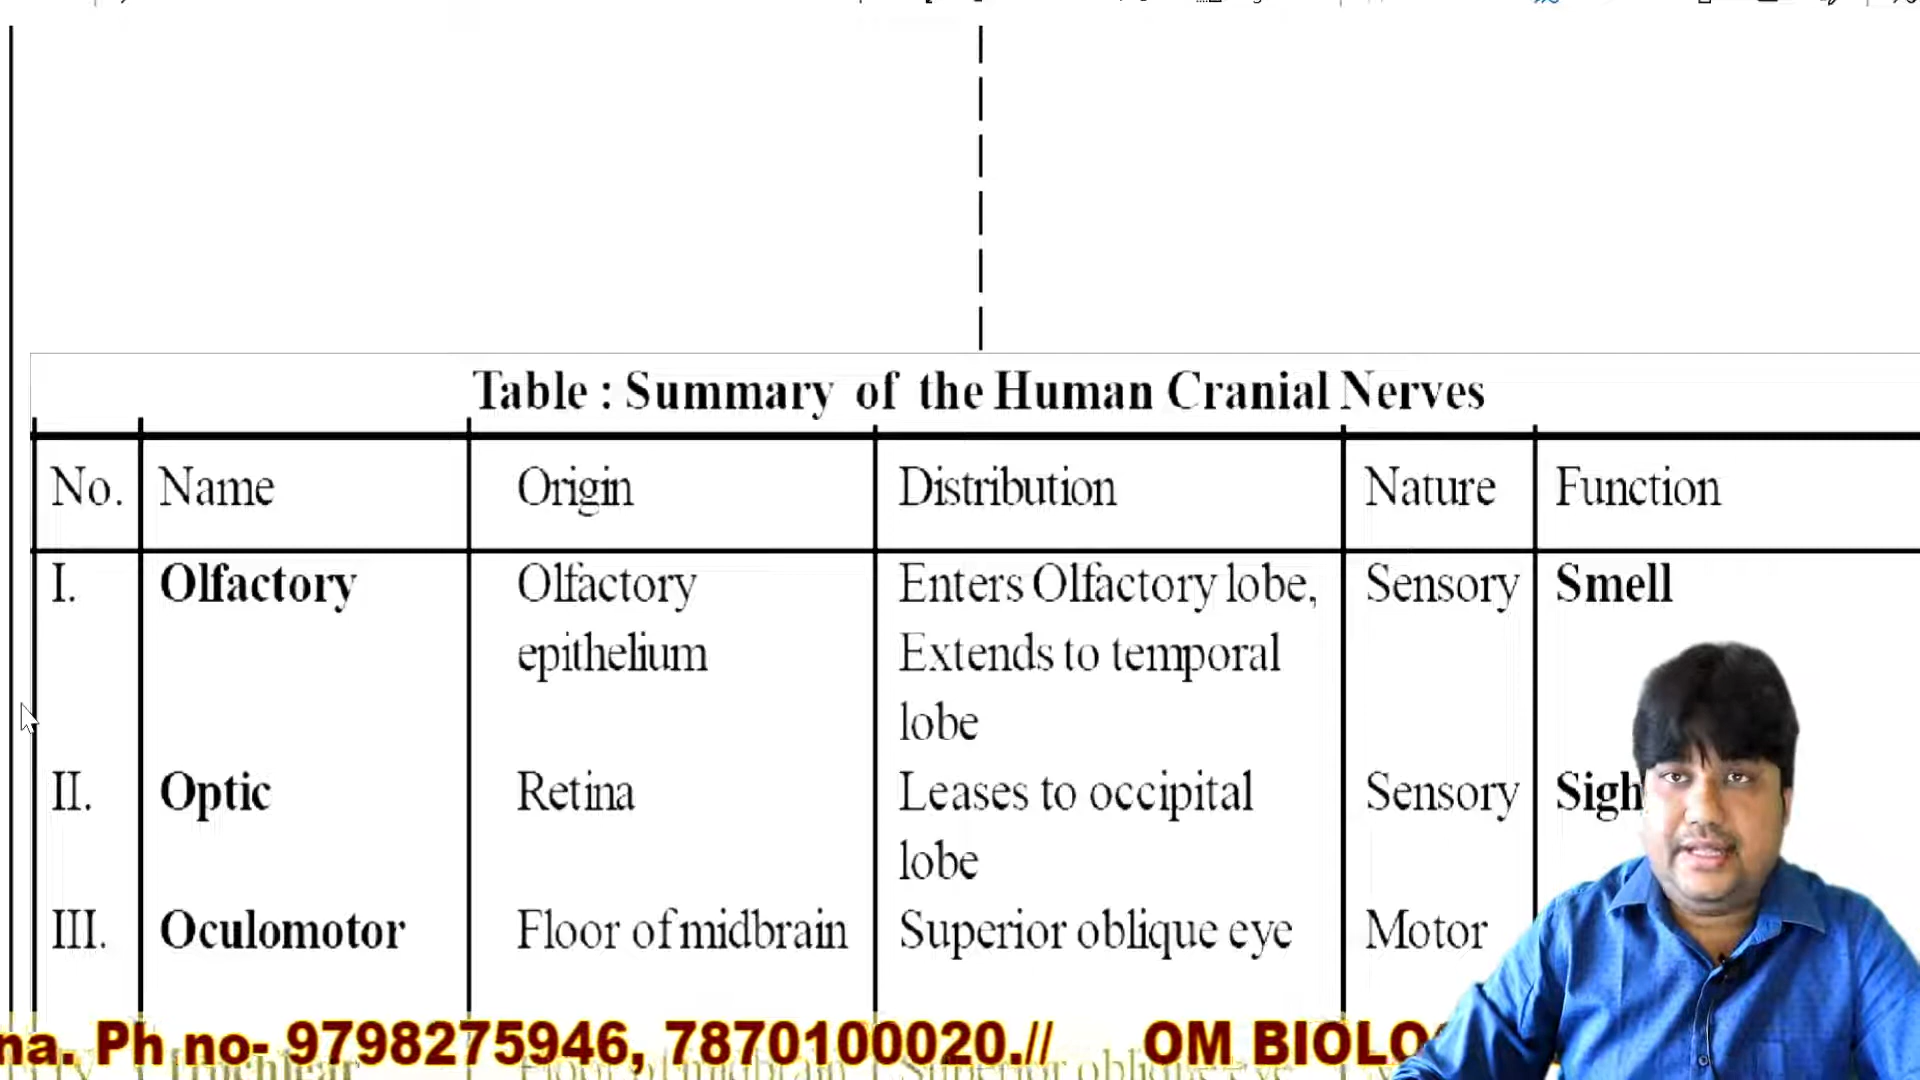 Table : Summary of the Human Cranial Nerves
No. Name Origin Distribution Nature Function
I. Olfactory Olfactory Enters Olfactory lobe, Sensory Smell
epithelium Extends to temporal
lobe
II. Optic Retina Leases to occipital Sensory Sigh
lobe
III. Oculomotor Floor of midbrain Superior oblique eye Motor
na. Ph no- 9798275946, 7870100020.// OM BIOLO